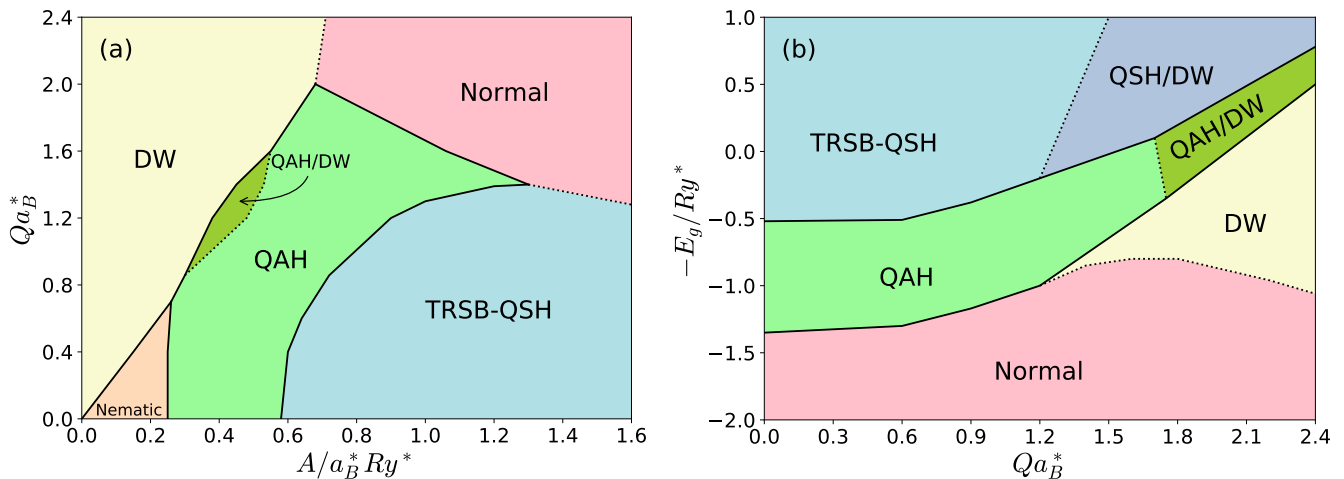 (a)
2.4
2.0
1.6
1.2
0.8
0.4
0.0
Qa*B
DW
Normal
QAH/DW
QAH
TRSB-QSH
Nematic
0.0 0.2 0.4 0.6 0.8 1.0 1.2 1.4 1.6
A/a*B Ry*
(b)
1.0
0.5
0.0
−0.5
−1.0
−1.5
−2.0
−Eg/Ry*
QSH/DW
TRSB-QSH
QAH/DW
DW
QAH
Normal
0.0 0.3 0.6 0.9 1.2 1.5 1.8 2.1 2.4
Qa*B